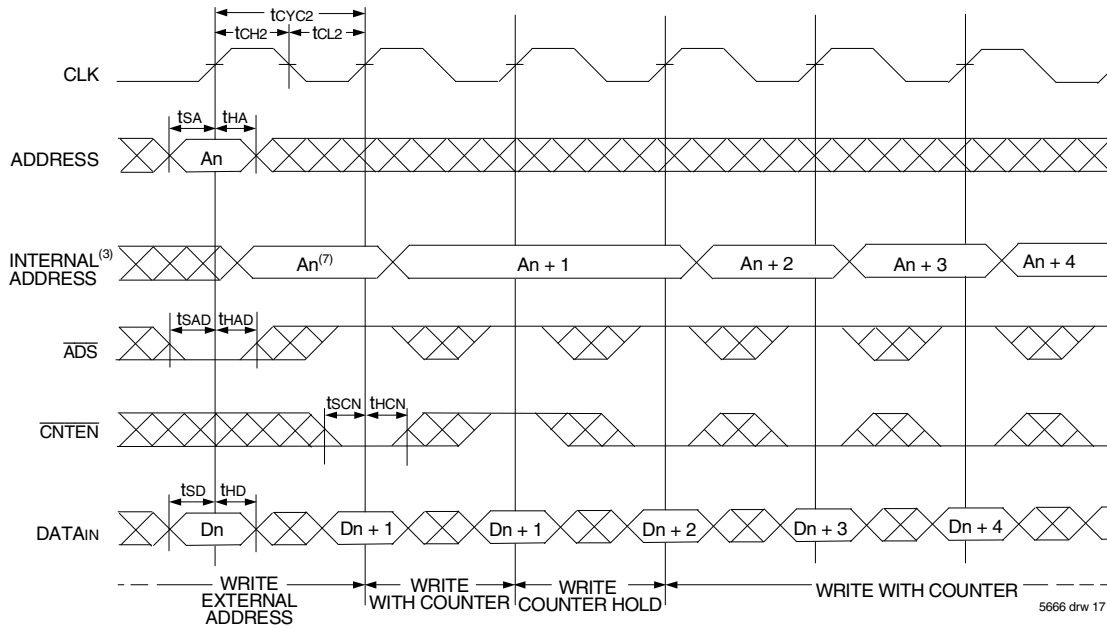 tCYC2
tCH2
tCL2
CLK
tSA
tHA
ADDRESS
An
INTERNAL(3)
ADDRESS
An(7)
An + 1
An + 2
An + 3
An + 4
tSAD
tHAD
ADS
tSCN
tHCN
CNTEN
tSD
tHD
DATAIN
Dn
Dn + 1
Dn + 1
Dn + 2
Dn + 3
Dn + 4
WRITE
EXTERNAL
ADDRESS
WRITE
WITH COUNTER
WRITE
COUNTER HOLD
WRITE WITH COUNTER
5666 drw 17